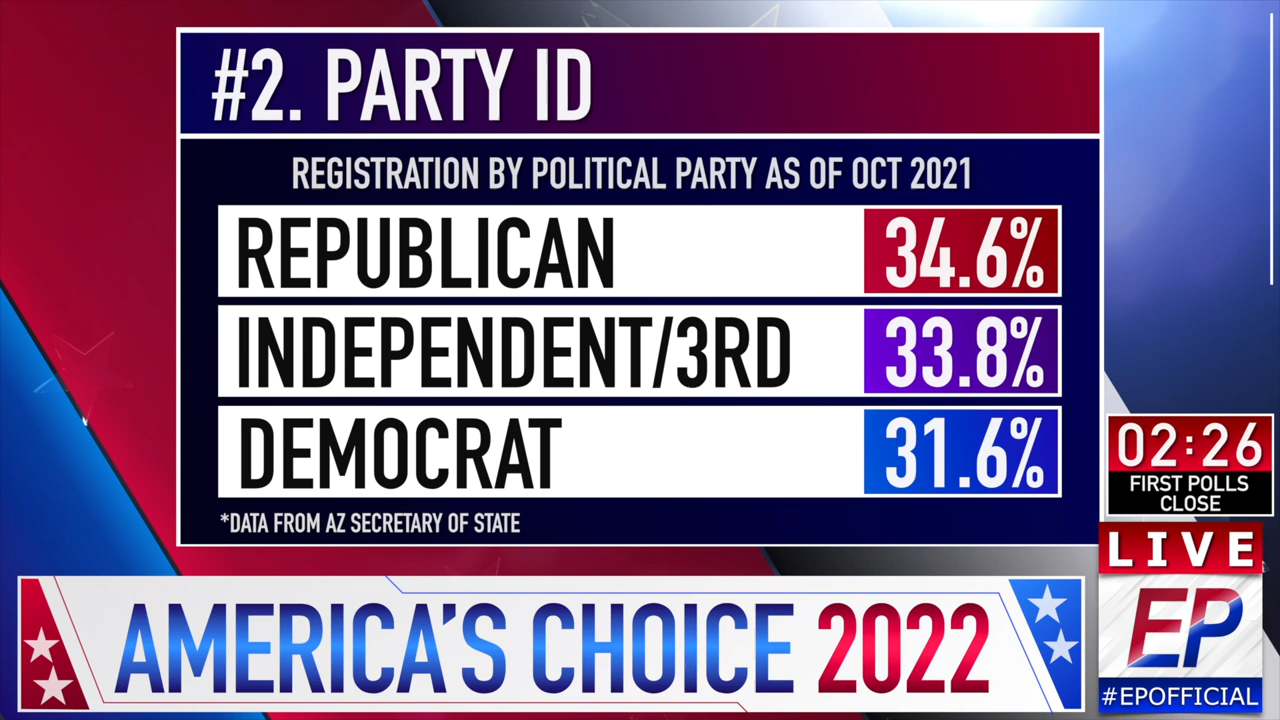 #2. PARTY ID
REGISTRATION BY POLITICAL PARTY AS OF OCT 2021
REPUBLICAN 34.6%
INDEPENDENT/3RD 33.8%
DEMOCRAT 31.6%
*DATA FROM AZ SECRETARY OF STATE
02:26
FIRST POLLS
CLOSE
LIVE
EP
#EPOFFICIAL
AMERICA'S CHOICE 2022